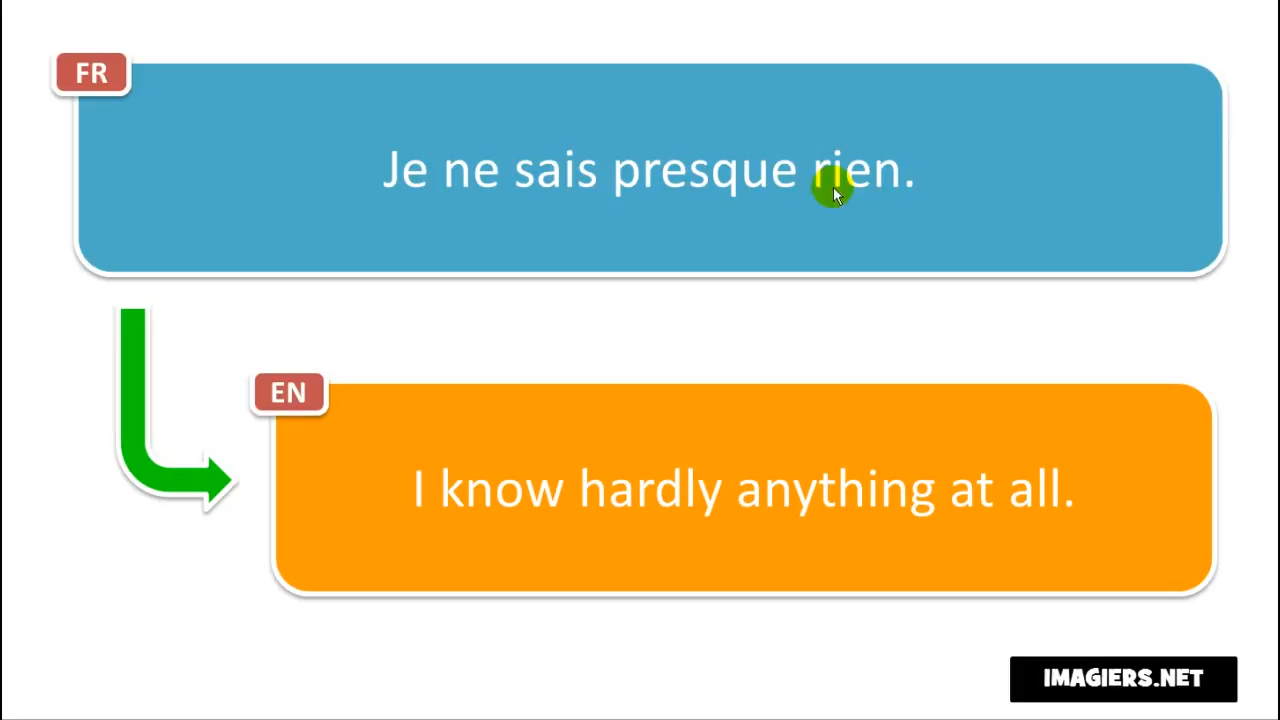 FR
Je ne sais presque rien.
EN
I know hardly anything at all.
IMAGIERS.NET